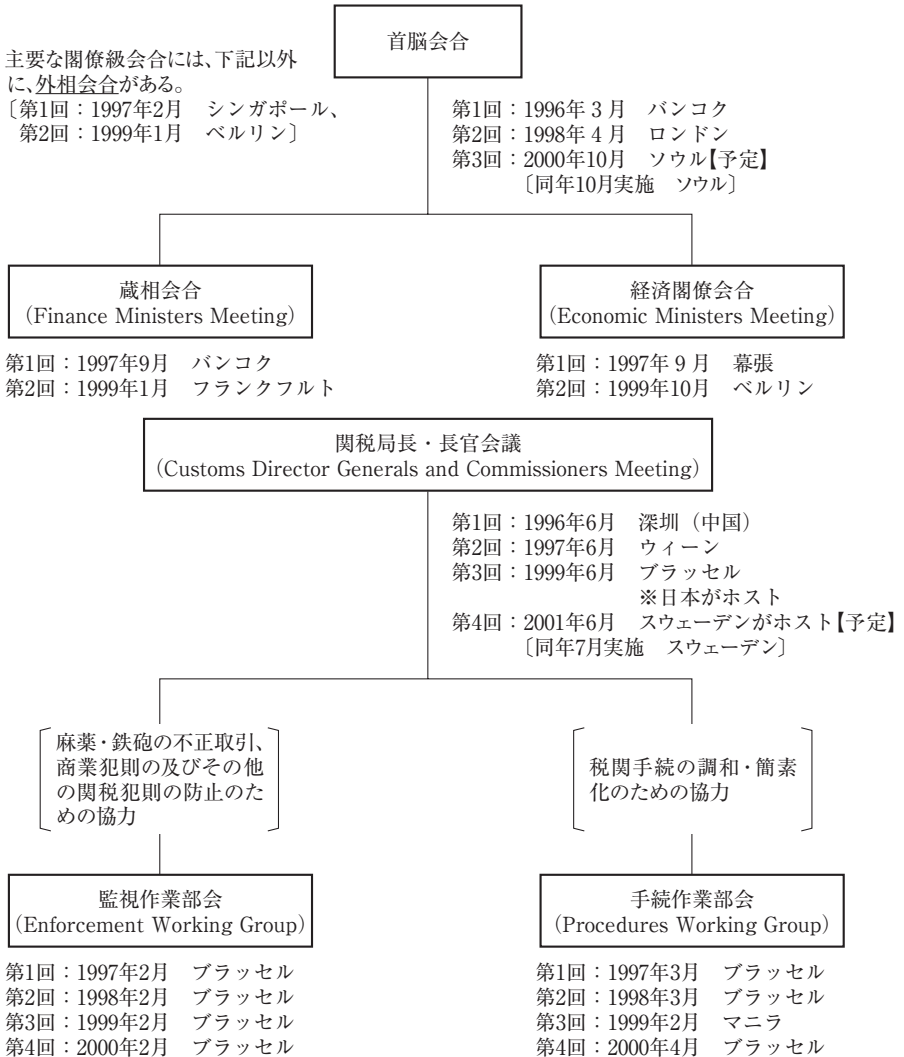 首脳会合
主要な閣僚級会合には、下記以外
に、外相会合がある。
〔第1回：1997年2月　シンガポール、
第2回：1999年1月　ベルリン〕
第1回：1996年3月　バンコク
第2回：1998年4月　ロンドン
第3回：2000年10月　ソウル【予定】
〔同年10月実施　ソウル〕
蔵相会合
(Finance Ministers Meeting)
第1回：1997年9月　バンコク
第2回：1999年1月　フランクフルト
経済閣僚会合
(Economic Ministers Meeting)
第1回：1997年9月　幕張
第2回：1999年10月　ベルリン
関税局長・長官会議
(Customs Director Generals and Commissioners Meeting)
第1回：1996年6月　深圳（中国）
第2回：1997年6月　ウィーン
第3回：1999年6月　ブラッセル
※日本がホスト
第4回：2001年6月　スウェーデンがホスト【予定】
〔同年7月実施　スウェーデン〕
麻薬・鉄砲の不正取引、
商業犯則の及びその他
の関税犯則の防止のた
めの協力
税関手続の調和・簡素
化のための協力
監視作業部会
(Enforcement Working Group)
第1回：1997年2月　ブラッセル
第2回：1998年2月　ブラッセル
第3回：1999年2月　ブラッセル
第4回：2000年2月　ブラッセル
手続作業部会
(Procedures Working Group)
第1回：1997年3月　ブラッセル
第2回：1998年3月　ブラッセル
第3回：1999年2月　マニラ
第4回：2000年4月　ブラッセル